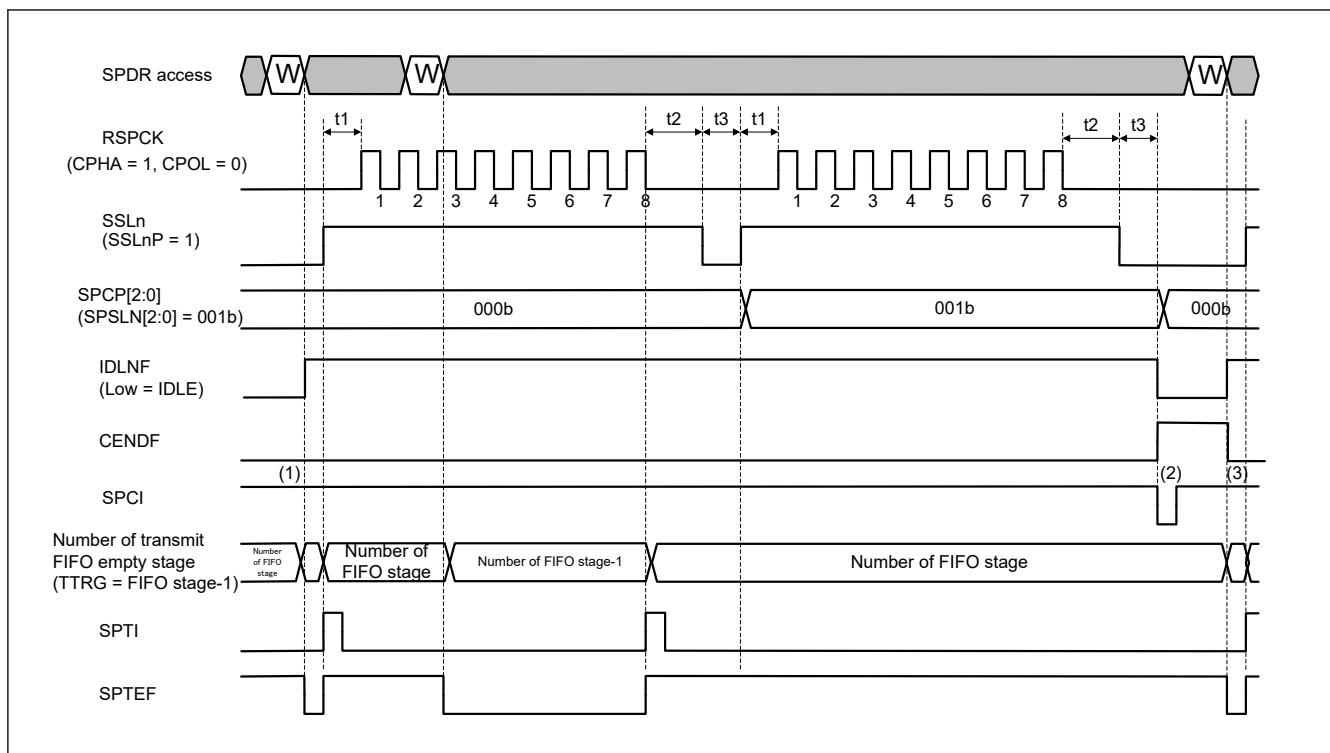 SPDR access
W
W
W
t1
t2
t3
t1
t2
t3
RSPCK
(CPHA = 1, CPOL = 0)
1 2 3 4 5 6 7 8
1 2 3 4 5 6 7 8
SSLn
(SSLnP = 1)
SPCP[2:0]
(SPSLN[2:0] = 001b)
000b
001b
000b
IDLNF
(Low = IDLE)
CENDF
(1)
(2)
(3)
SPCI
Number of transmit
FIFO empty stage
(TTRG = FIFO stage-1)
Number
of FIFO
stage
Number of
FIFO stage
Number of FIFO stage-1
Number of FIFO stage
SPTI
SPTEF